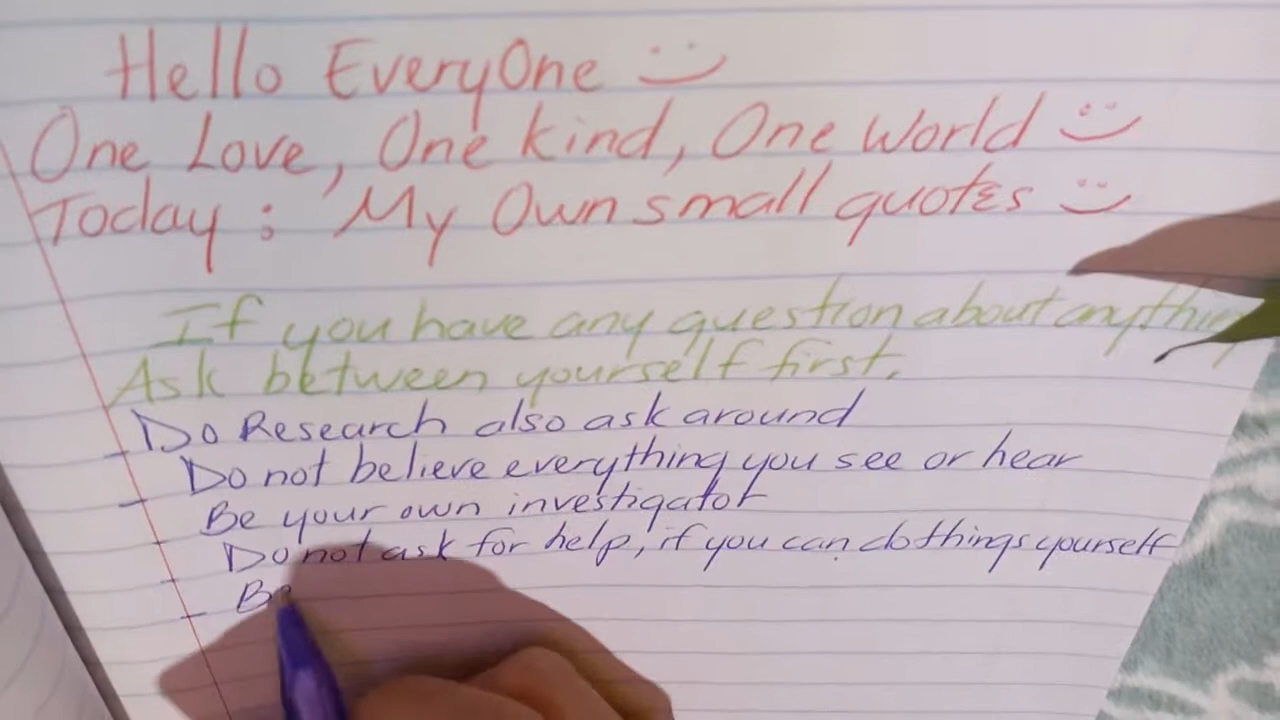 Hello EveryOne
One Love, One kind, One World
Today : My Own small quotes
If you have any question about anything
Ask between yourself first.
Do Research also ask around
Do not believe everything you see or hear
Be your own investigator
Do not ask for help, if you can do things yourself
Be